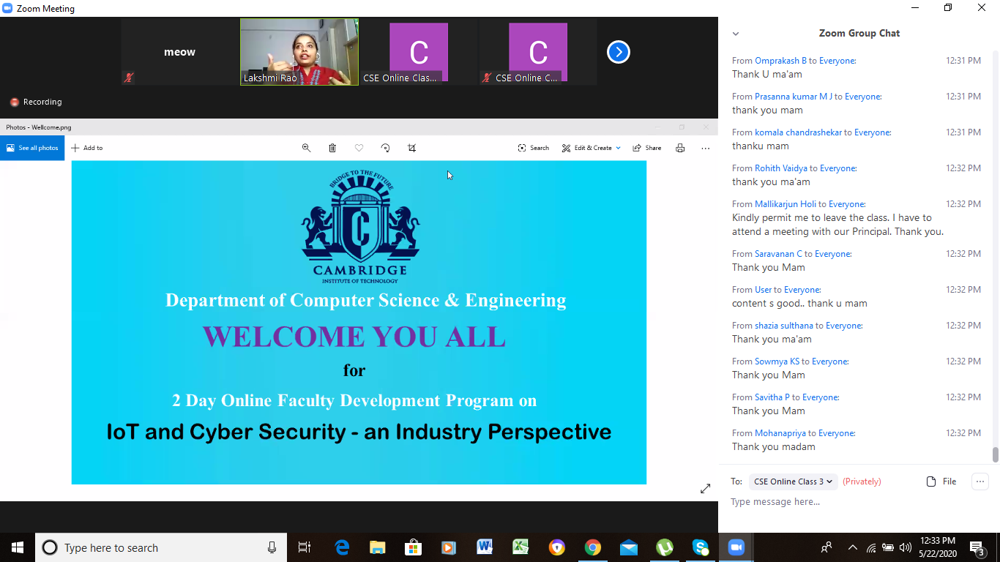 Zoom Meeting
meow
Lakshmi Rao
C
CSE Online Clas...
C
CSE Online C...
Recording
Photos - Wellcome.png
See all photos
Add to
Search
Edit & Create
Share
BRIDGE TO THE FUTURE
C
CAMBRIDGE
INSTITUTE OF TECHNOLOGY
Department of Computer Science & Engineering
WELCOME YOU ALL
for
2 Day Online Faculty Development Program on
IoT and Cyber Security - an Industry Perspective
Zoom Group Chat
From Omprakash B to Everyone: 12:31 PM
Thank U ma'am
From Prasanna kumar M J to Everyone: 12:31 PM
thank you mam
From komala chandrashekar to Everyone: 12:31 PM
thanku mam
From Rohith Vaidya to Everyone: 12:32 PM
thank you ma'am
From Mallikarjun Holi to Everyone: 12:32 PM
Kindly permit me to leave the class. I have to
attend a meeting with our Principal. Thank you.
From Saravanan C to Everyone: 12:32 PM
Thank you Mam
From User to Everyone: 12:32 PM
content s good.. thank u mam
From shazia sulthana to Everyone: 12:32 PM
Thank you ma'am
From Sowmya KS to Everyone: 12:32 PM
Thank you Mam
From Savitha P to Everyone: 12:32 PM
Thank you Mam
From Mohanapriya to Everyone: 12:32 PM
Thank you madam
To: CSE Online Class 3 (Privately) File
Type message here...
Type here to search
12:33 PM
5/22/2020
3